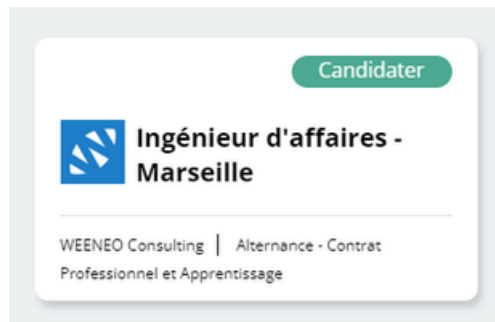 Candidater
Ingénieur d'affaires -
Marseille
WEENEO Consulting | Alternance - Contrat
Professionnel et Apprentissage